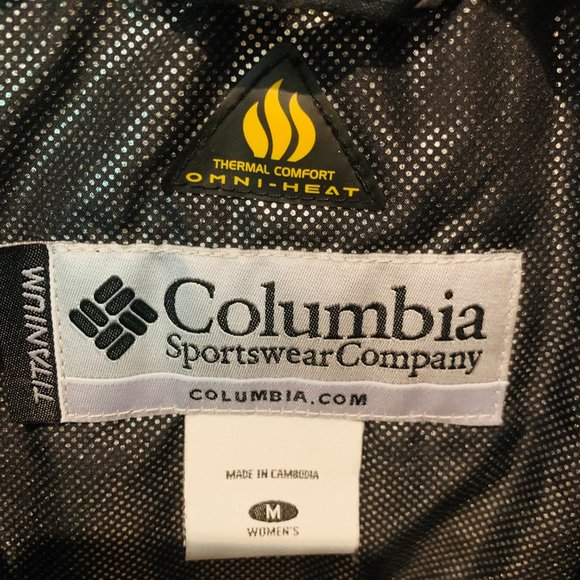 THERMAL COMFORT
OMNI-HEAT
TITANIUM
Columbia
Sportswear Company
COLUMBIA.COM
MADE IN CAMBODIA
M
WOMEN'S